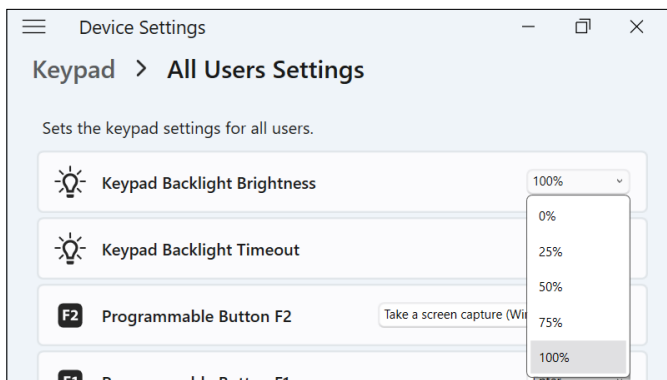 Device Settings
Keypad > All Users Settings
Sets the keypad settings for all users.
Keypad Backlight Brightness
100%
0%
Keypad Backlight Timeout
25%
50%
F2 Programmable Button F2
Take a screen capture
75%
100%